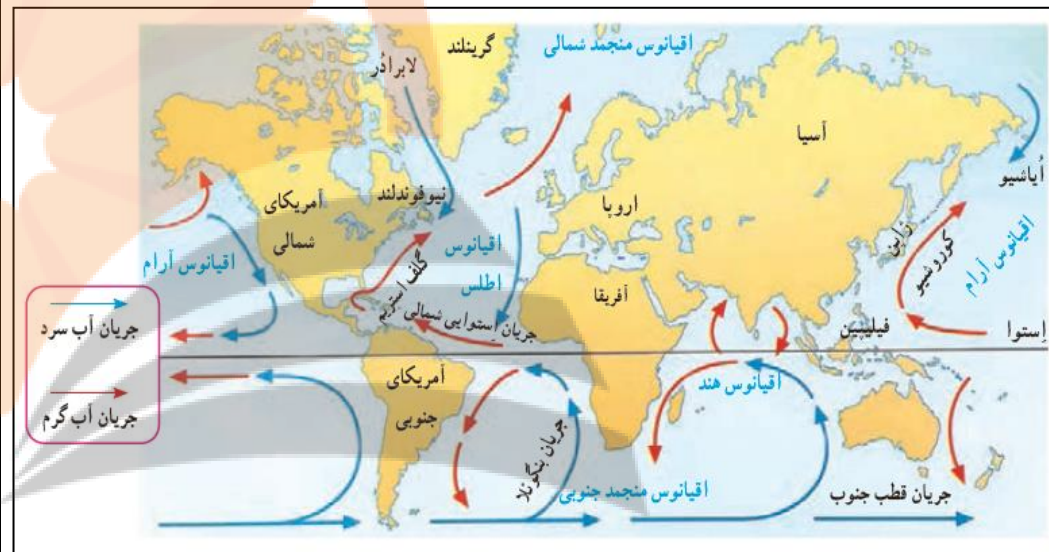 اقیانوس منجمد شمالی
گرینلند
لابرادُر
آسیا
اُیاشیو
اروپا
نیوفوندلند
آمریکای
شمالی
اقیانوس
اطلس
ژاپن
کوروشیو
اقیانوس آرام
اقیانوس آرام
گلف استریم
آفریقا
جریان اِستوایی شمالی
فیلیپین
اِستوا
جریان آب سرد
جریان آب گرم
آمریکای
جنوبی
اقیانوس هند
جریان بنگوئلا
اقیانوس منجمد جنوبی
جریان قطب جنوب